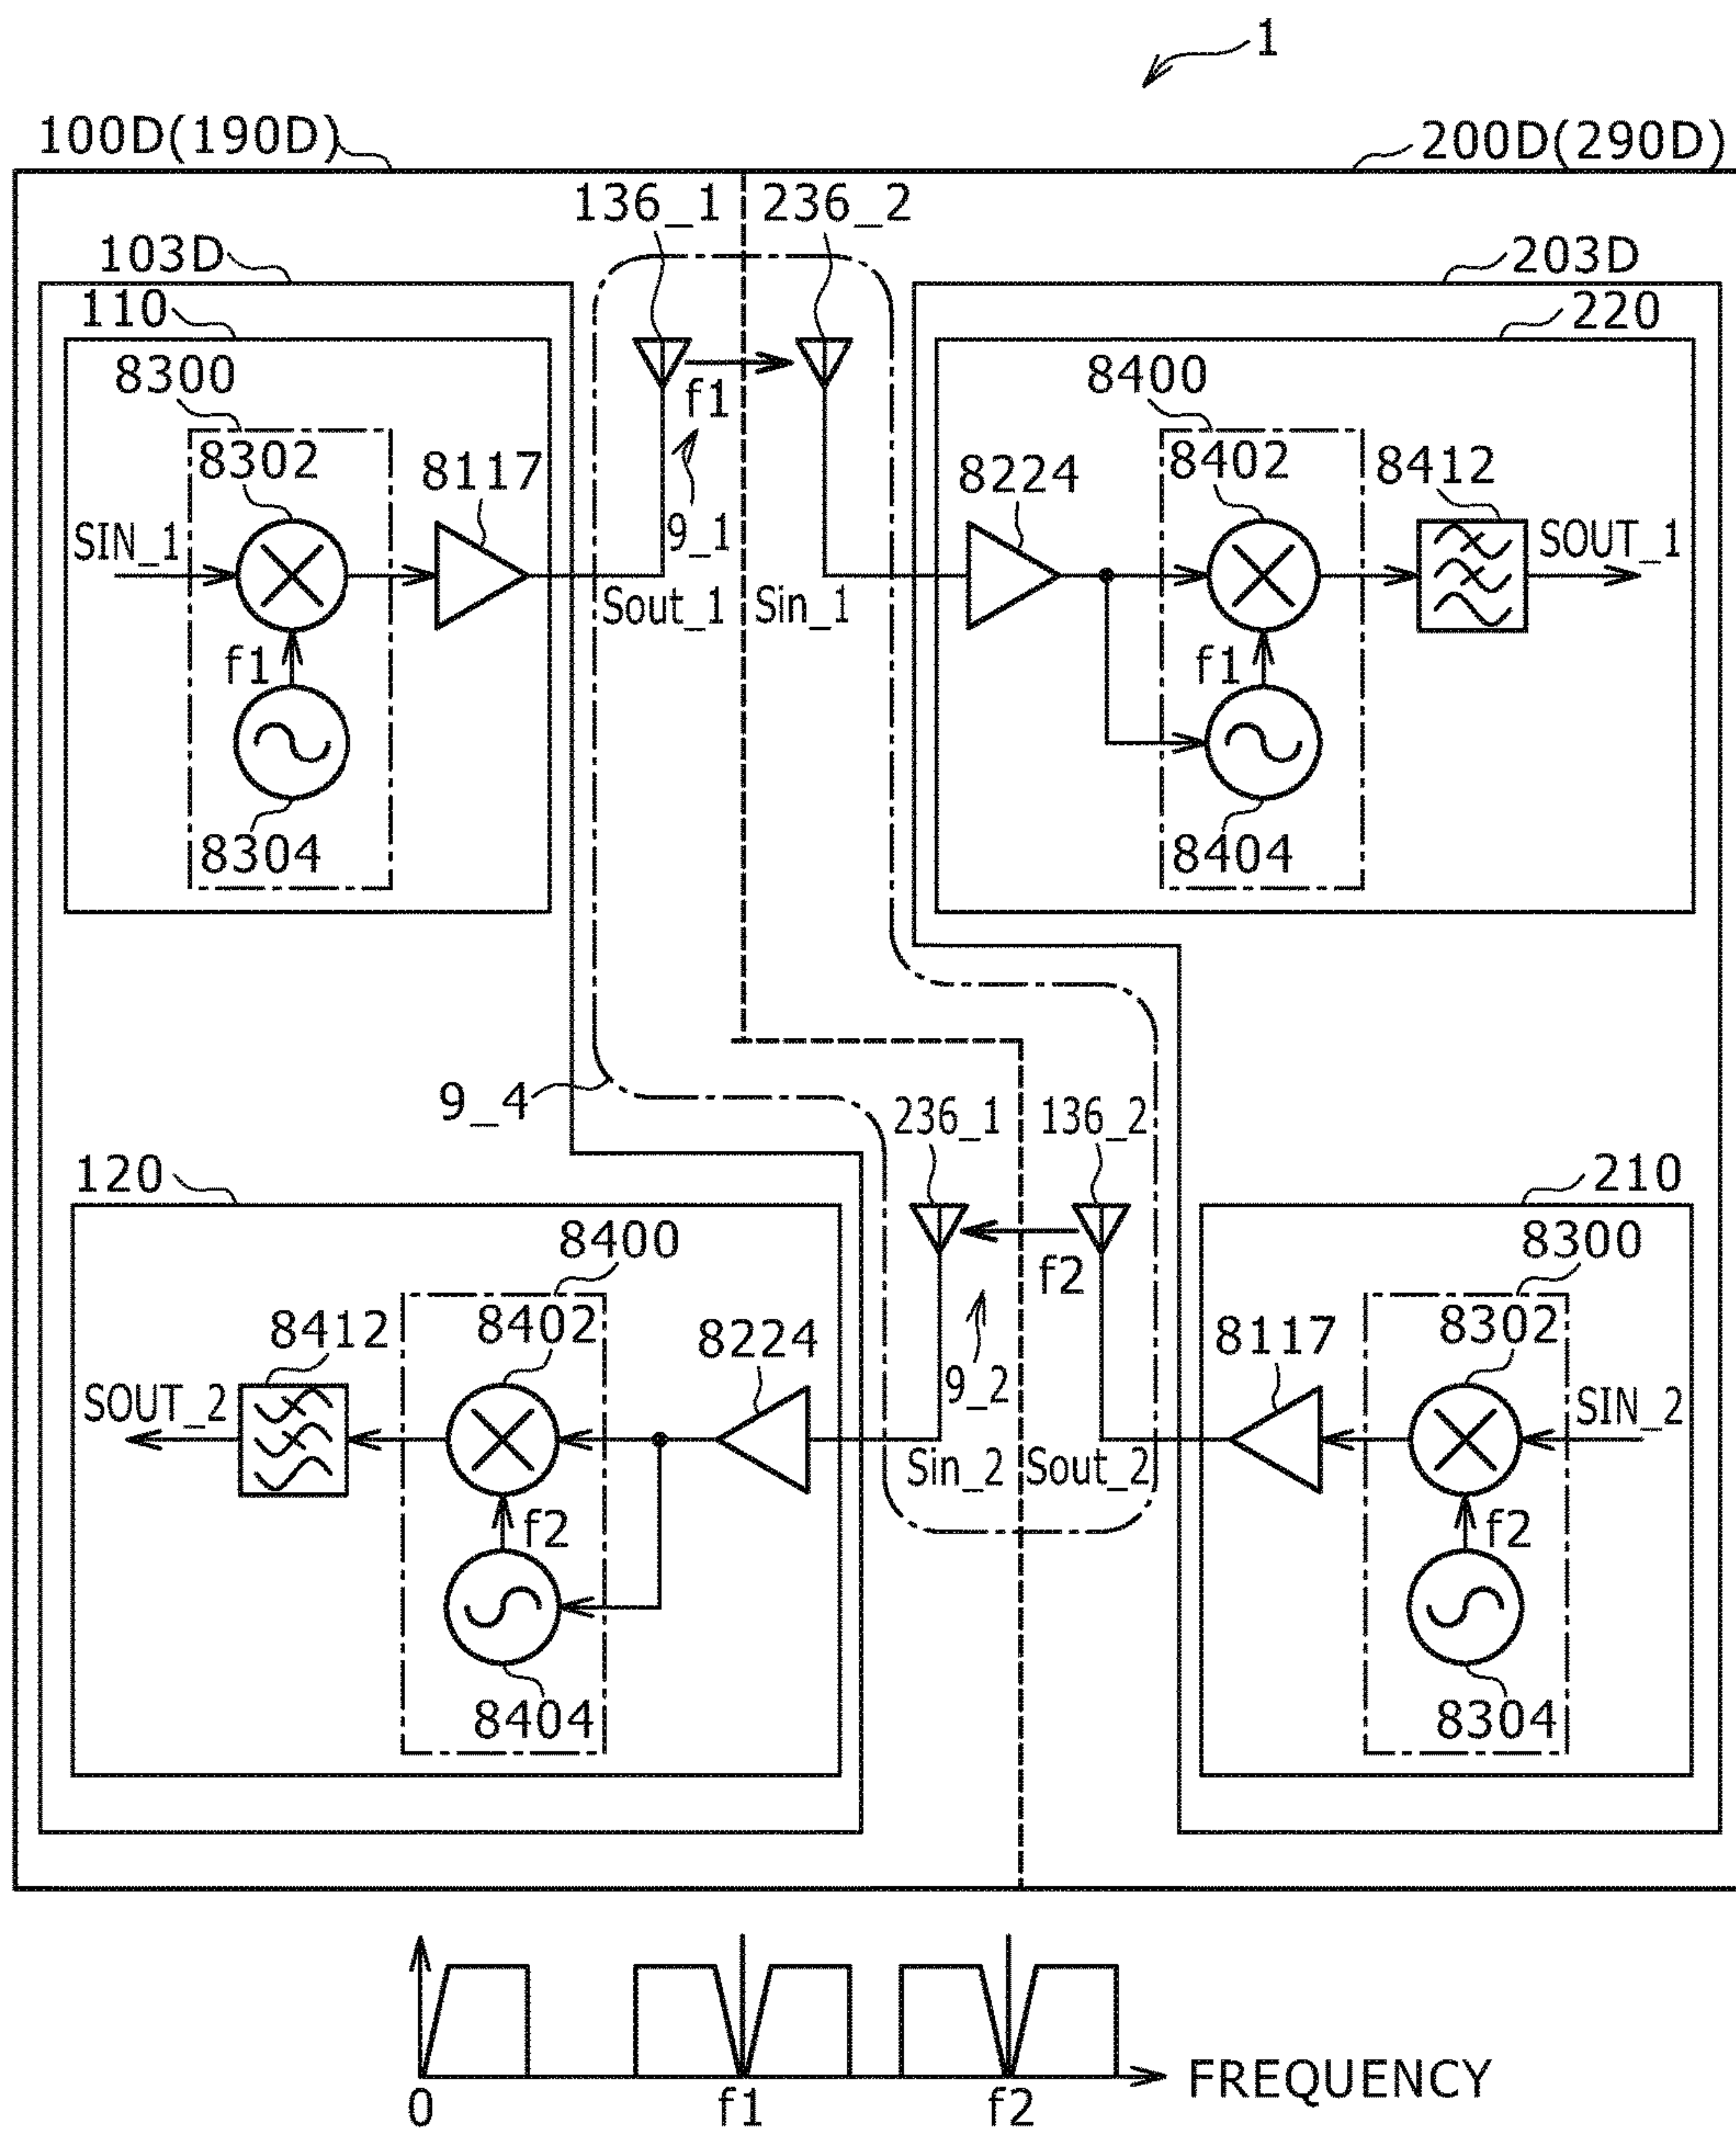 1
100D(190D)
200D(290D)
136_1
236_2
103D
203D
110
220
8300
8400
f1
8302
8117
8402
8412
8224
9_1
SIN_1
SOUT_1
Sout_1
Sin_1
f1
f1
8304
8404
9_4
236_1
136_2
120
210
8400
8300
f2
8412
8402
8224
8117
8302
9_2
SOUT_2
SIN_2
Sin_2
Sout_2
f2
f2
8404
8304
0
f1
f2
FREQUENCY